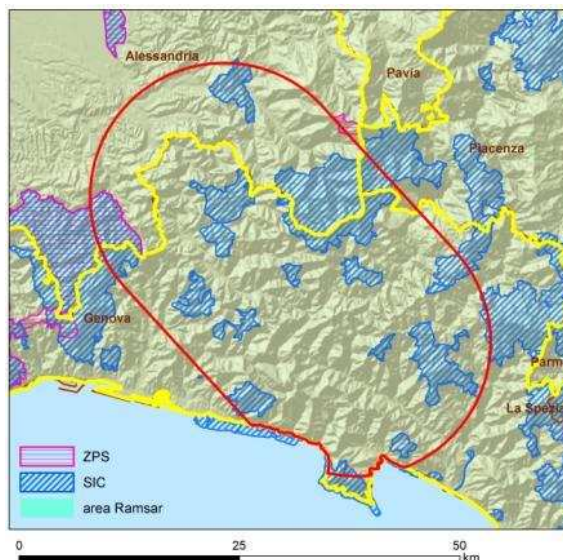 Alessandria
Pavia
Piacenza
Genova
Parm
La Spezia
ZPS
SIC
area Ramsar
0 25 50
km